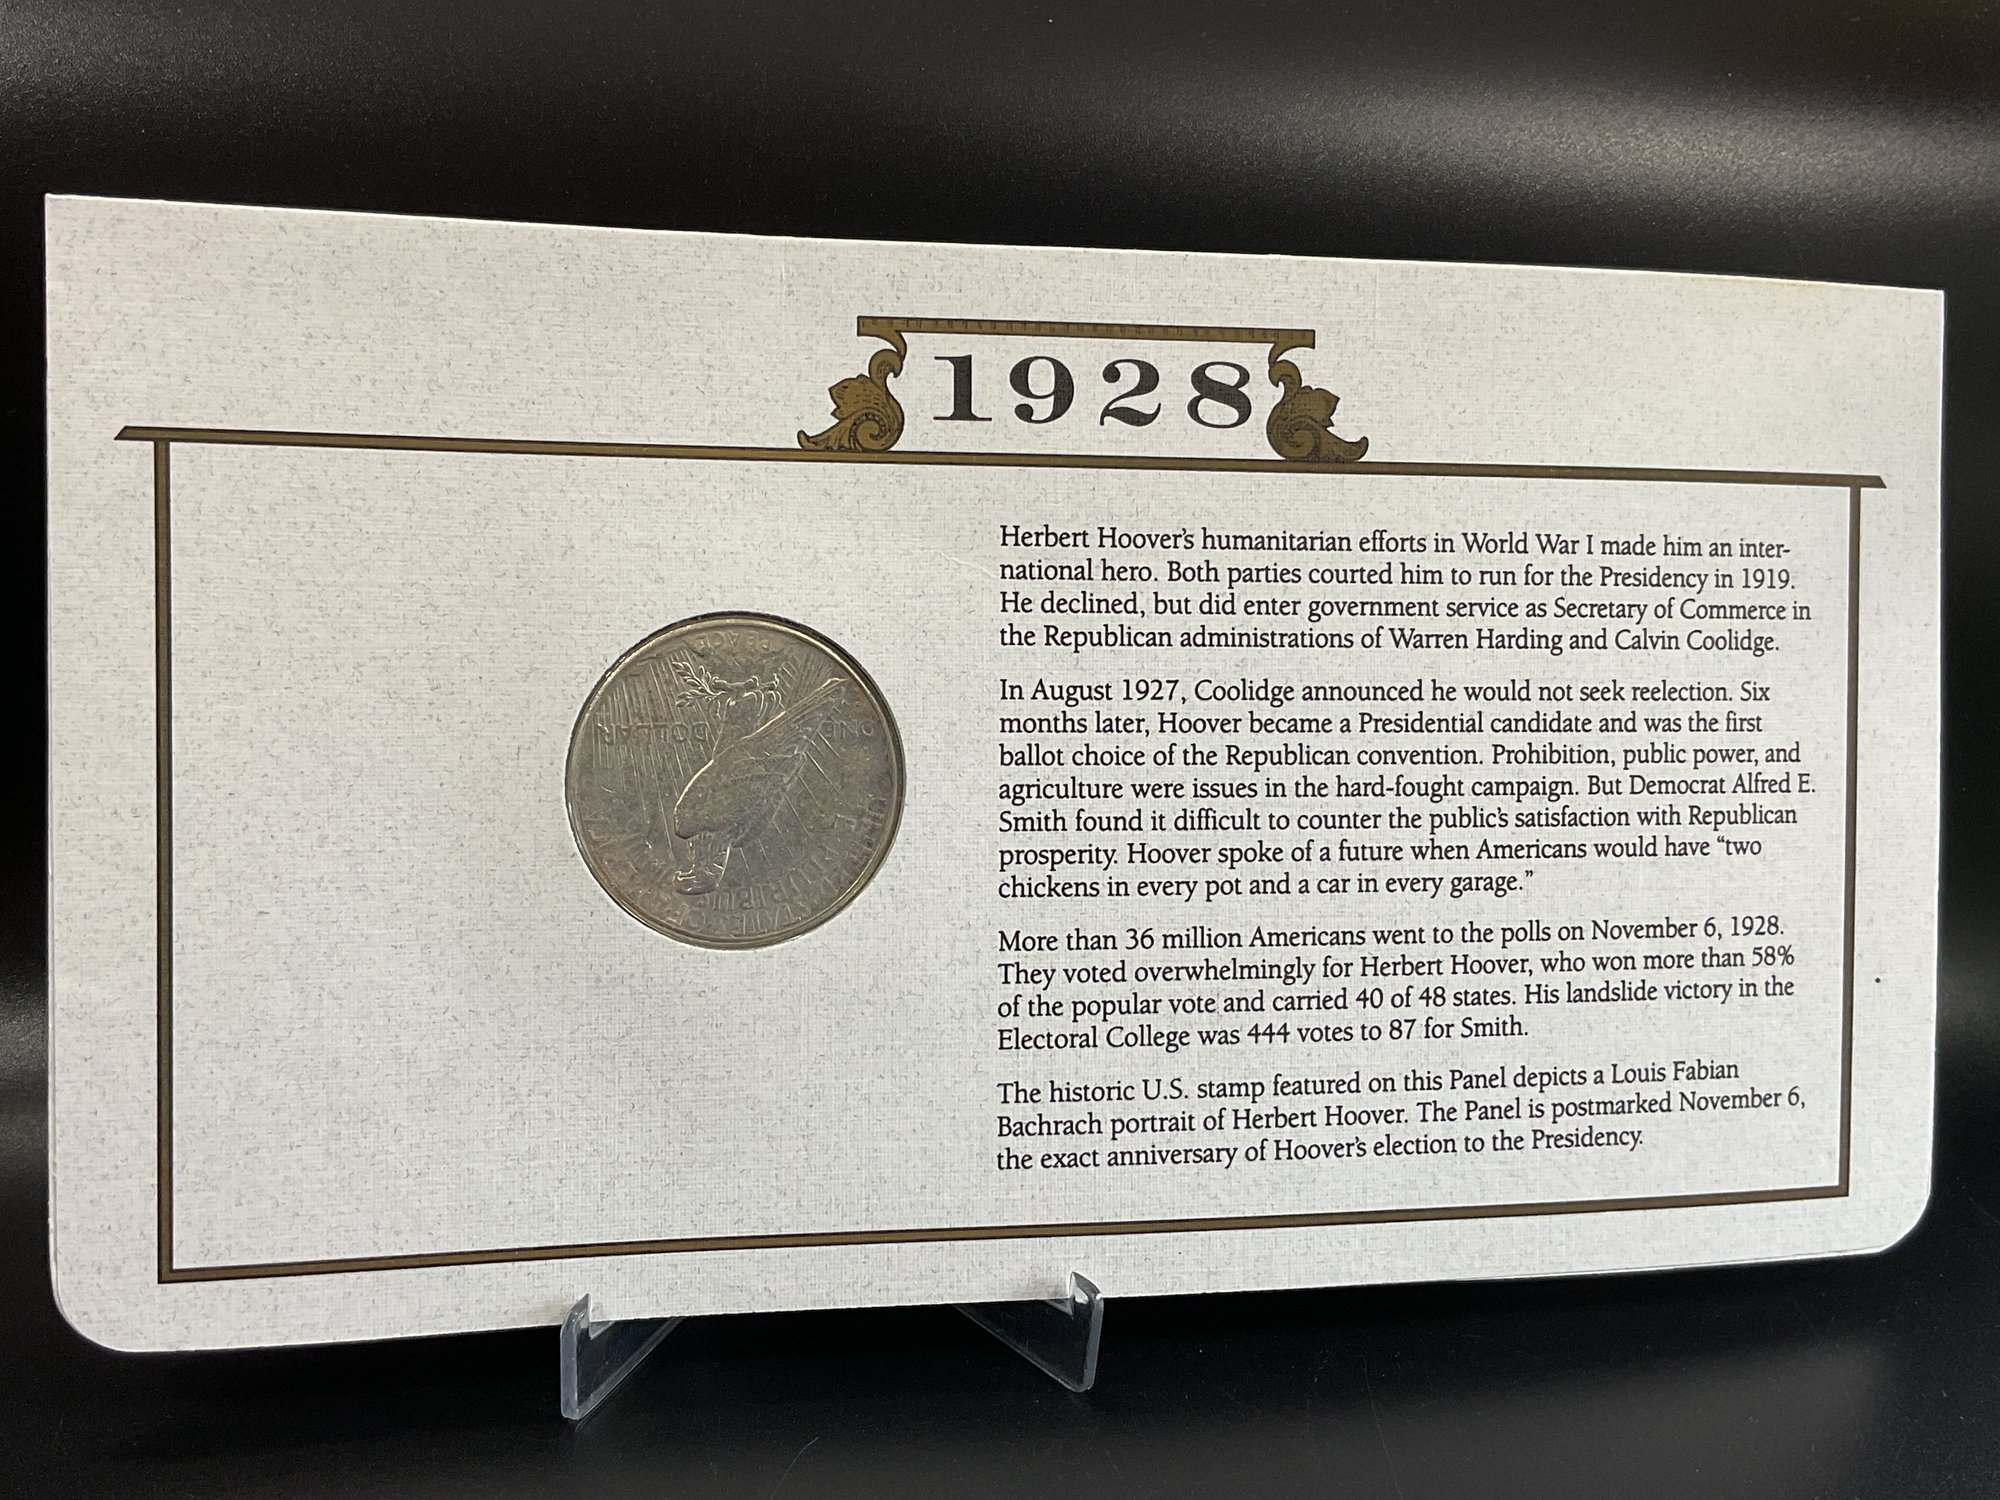 1928
Herbert Hoover's humanitarian efforts in World War I made him an inter-
national hero. Both parties courted him to run for the Presidency in 1919.
He declined, but did enter government service as Secretary of Commerce in
the Republican administrations of Warren Harding and Calvin Coolidge.
In August 1927, Coolidge announced he would not seek reelection. Six
months later, Hoover became a Presidential candidate and was the first
ballot choice of the Republican convention. Prohibition, public power, and
agriculture were issues in the hard-fought campaign. But Democrat Alfred E.
Smith found it difficult to counter the public's satisfaction with Republican
prosperity. Hoover spoke of a future when Americans would have “two
chickens in every pot and a car in every garage.”
More than 36 million Americans went to the polls on November 6, 1928.
They voted overwhelmingly for Herbert Hoover, who won more than 58%
of the popular vote and carried 40 of 48 states. His landslide victory in the
Electoral College was 444 votes to 87 for Smith.
The historic U.S. stamp featured on this Panel depicts a Louis Fabian
Bachrach portrait of Herbert Hoover. The Panel is postmarked November 6,
the exact anniversary of Hoover's election to the Presidency.
PEACE
ONE DOLLAR